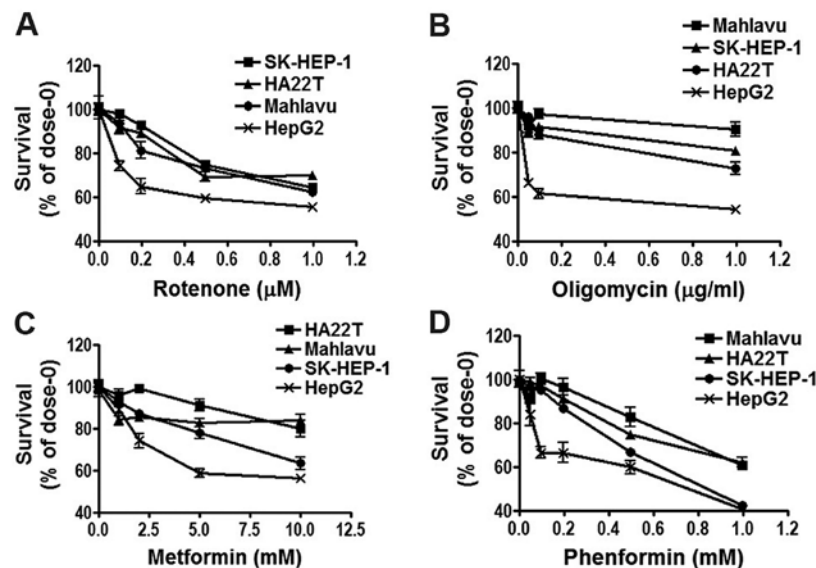 A
SK-HEP-1
HA22T
Mahlavu
HepG2
Survival
(% of dose-0)
120
100
80
60
40
0.0 0.2 0.4 0.6 0.8 1.0 1.2
Rotenone (μM)
B
Mahlavu
SK-HEP-1
HA22T
HepG2
Survival
(% of dose-0)
120
100
80
60
40
0.0 0.2 0.4 0.6 0.8 1.0 1.2
Oligomycin (μg/ml)
C
HA22T
Mahlavu
SK-HEP-1
HepG2
Survival
(% of dose-0)
120
100
80
60
40
0.0 2.5 5.0 7.5 10.0 12.5
Metformin (mM)
D
Mahlavu
HA22T
SK-HEP-1
HepG2
Survival
(% of dose-0)
120
100
80
60
40
0.0 0.2 0.4 0.6 0.8 1.0 1.2
Phenformin (mM)